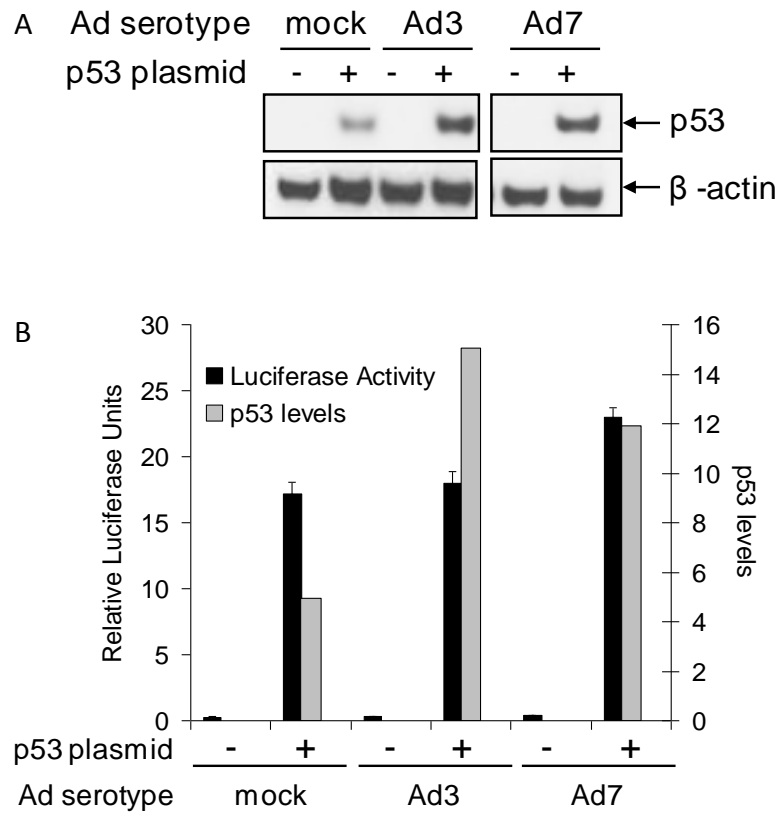 A Ad serotype mock Ad3 Ad7
p53 plasmid - + - + - +
p53
β -actin
B
30 16
25 14
20 12
15 10
10 8
5 6
0 4
2
0
Luciferase Activity
p53 levels
Relative Luciferase Units
p53 levels
p53 plasmid - + - + - +
Ad serotype mock Ad3 Ad7